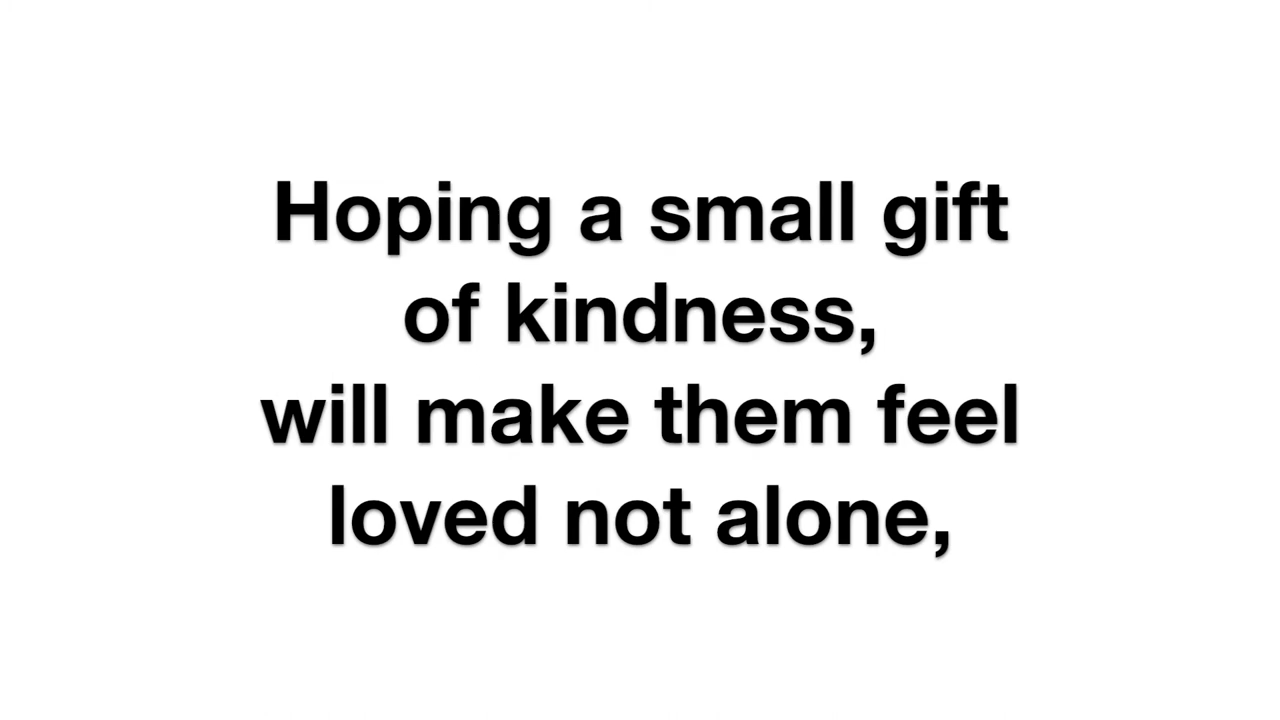 Hoping a small gift
of kindness,
will make them feel
loved not alone,